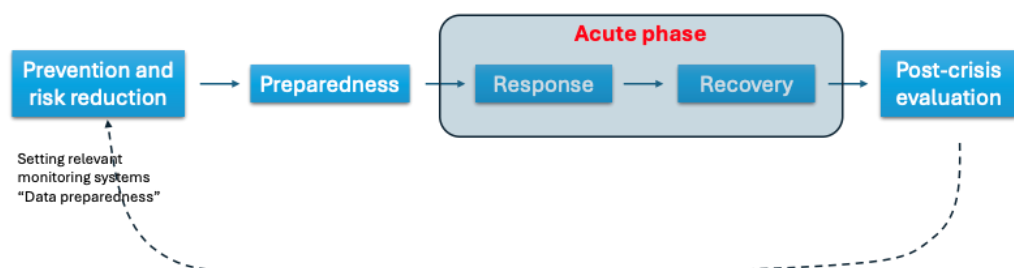 Acute phase
Prevention and
risk reduction
Preparedness
Response
Recovery
Post-crisis
evaluation
Setting relevant
monitoring systems
“Data preparedness”